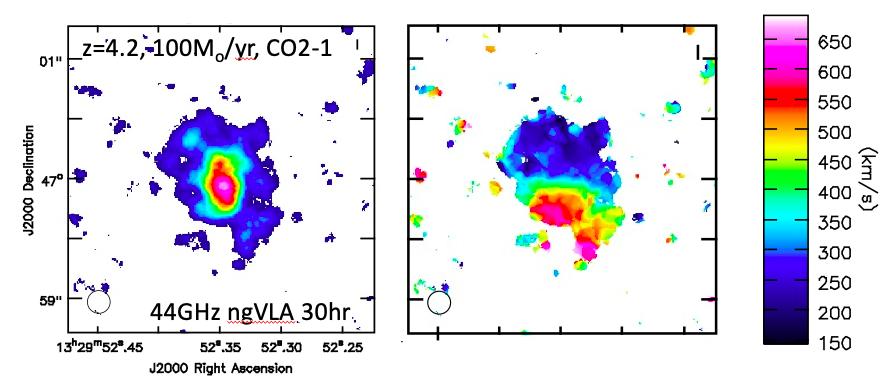 z=4.2, 100Mₒ/yr, CO2-1
01"
47"
59"
J2000 Declination
44GHz ngVLA 30hr
13ʰ29ᵐ52ˢ.45 52ˢ.35 52ˢ.30 52ˢ.25
J2000 Right Ascension
650
600
550
500
450
400
350
300
250
200
150
(km/s)